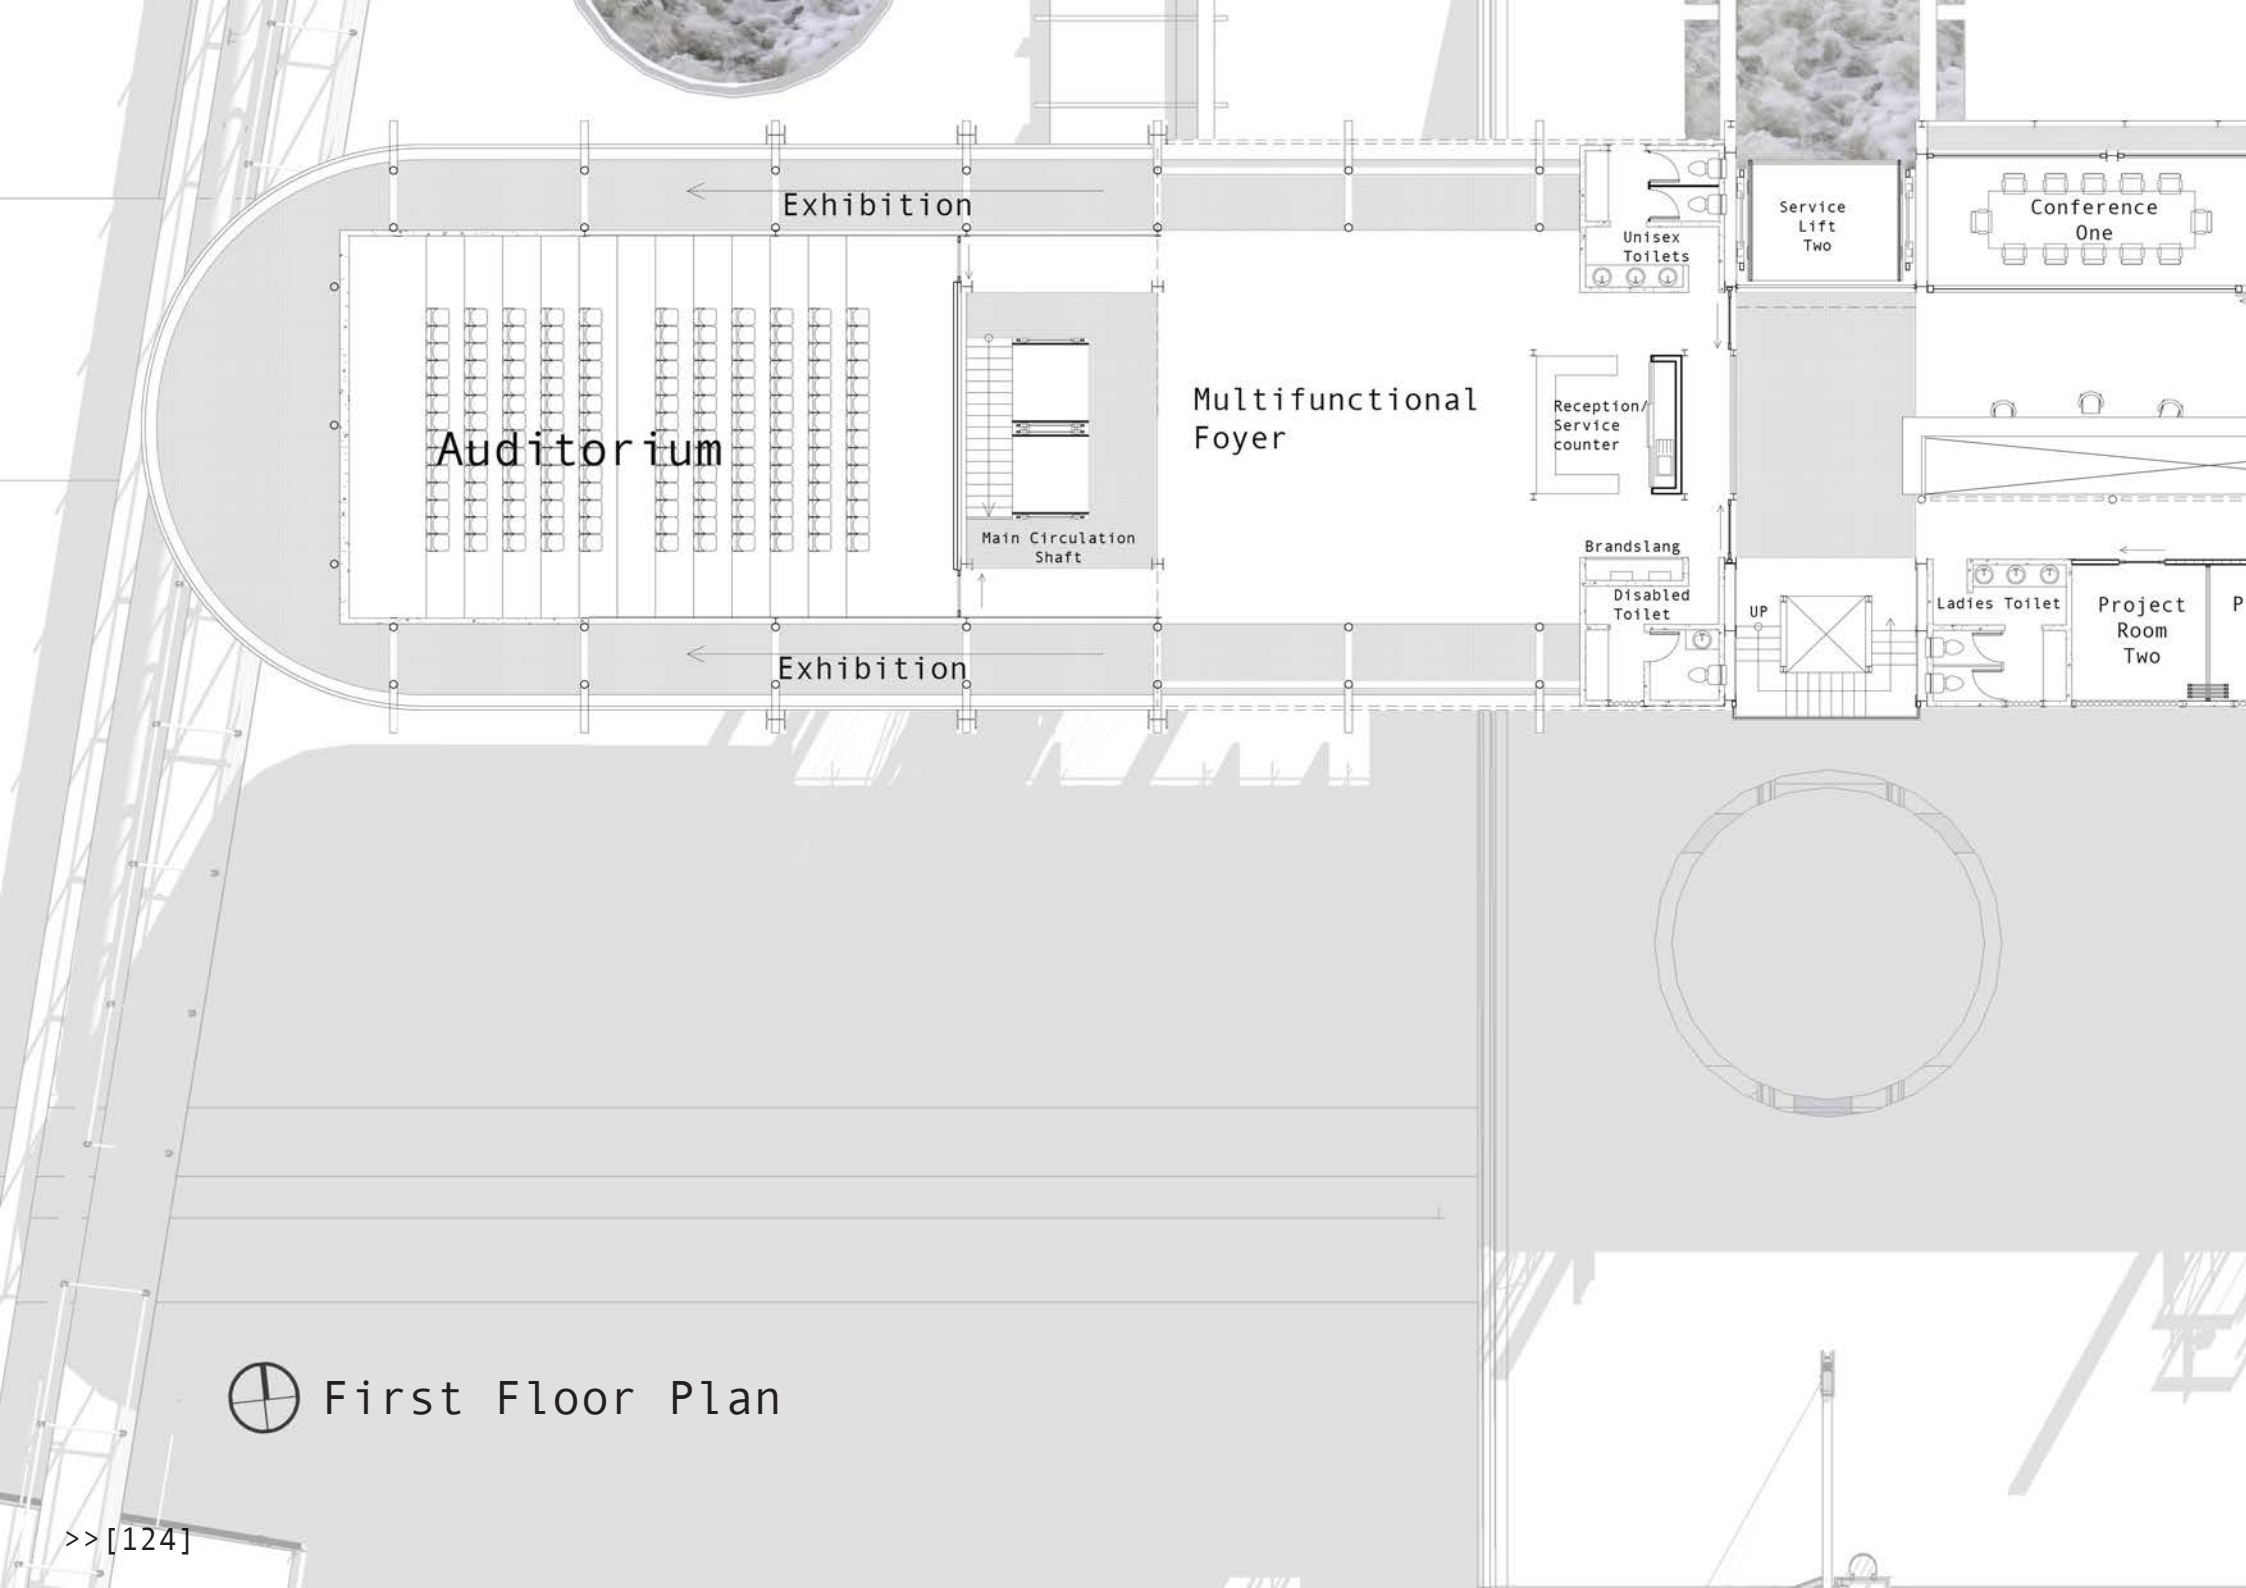 Exhibition
Unisex
Toilets
Service
Lift
Two
Conference
One
Auditorium
Multifunctional
Foyer
Reception/
Service
counter
Main Circulation
Shaft
Brandslang
Disabled
Toilet
UP
Ladies Toilet
Project
Room
Two
P
Exhibition
First Floor Plan
>>[124]